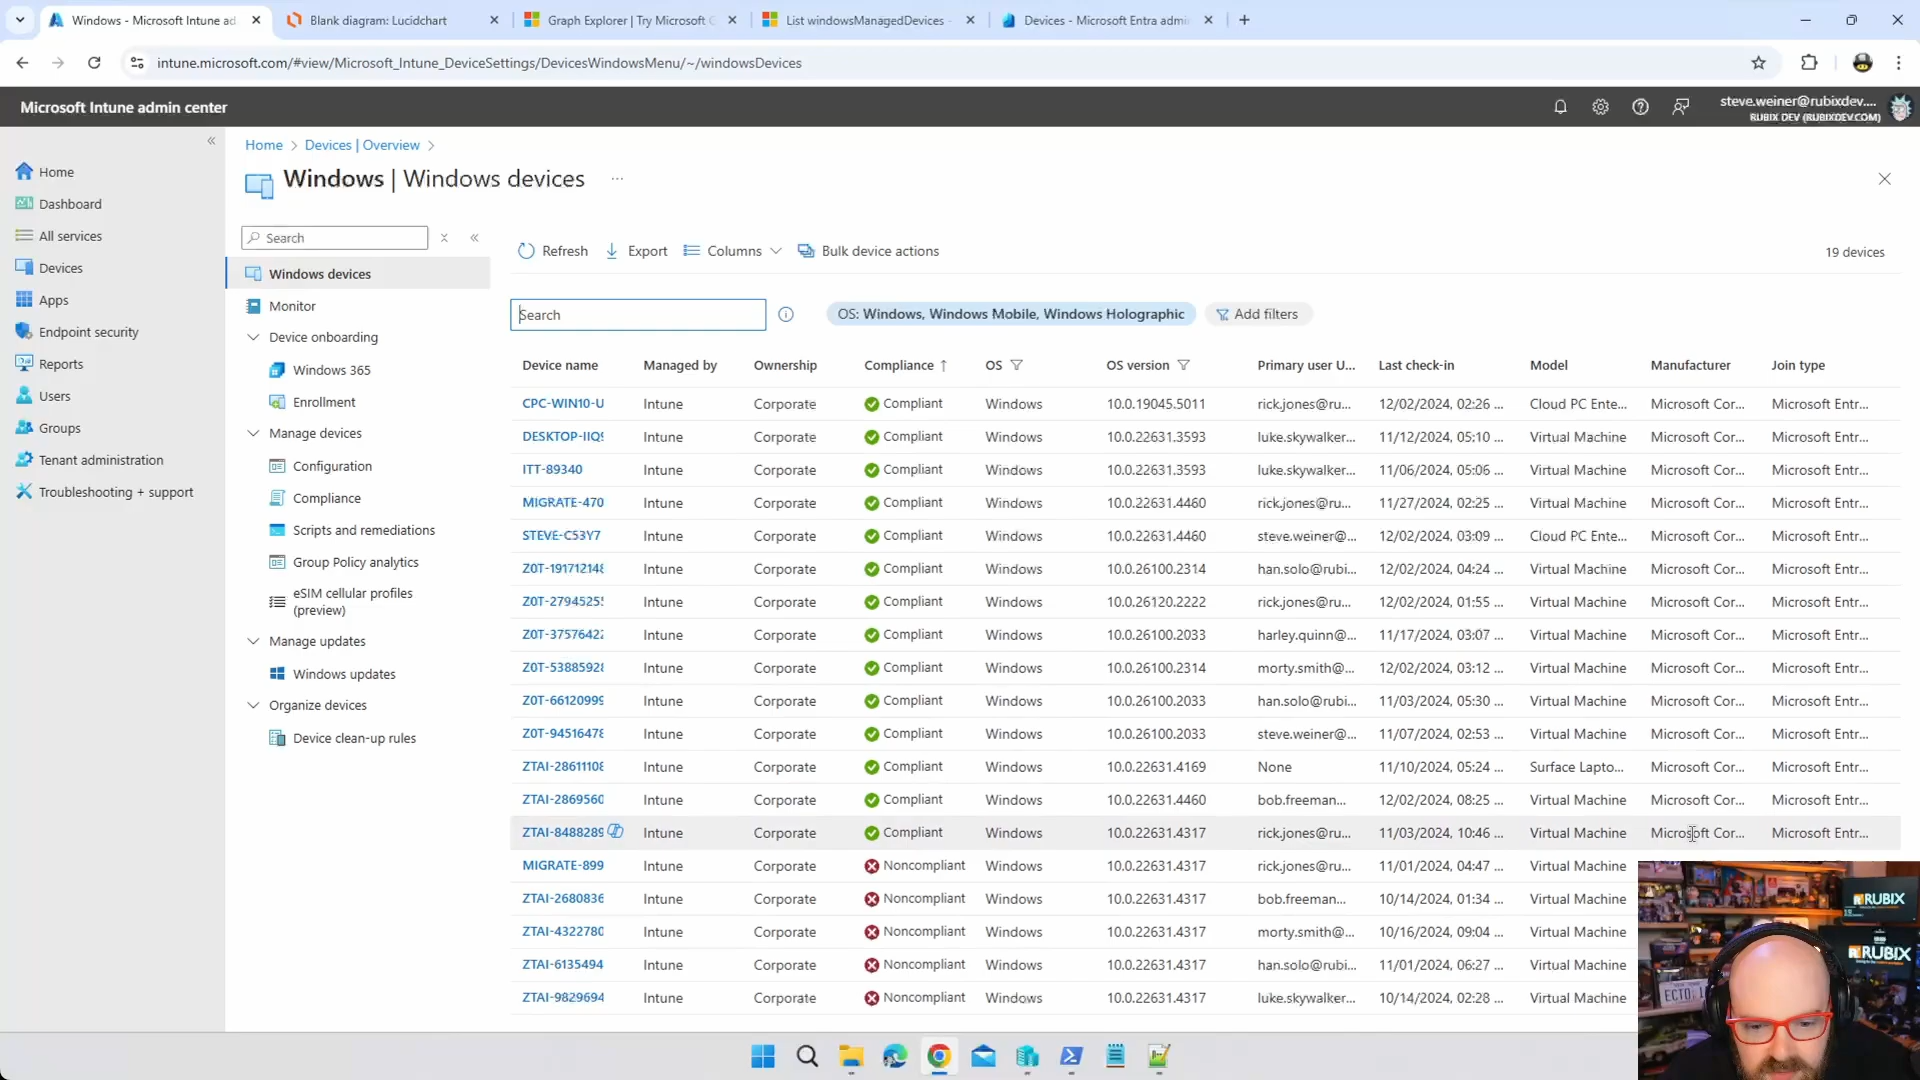 Windows - Microsoft Intune ad
Blank diagram: Lucidchart
Graph Explorer | Try Microsoft G
List windowsManagedDevices -
Devices - Microsoft Entra admin
intune.microsoft.com/#view/Microsoft_Intune_DeviceSettings/DevicesWindowsMenu/~/windowsDevices
Microsoft Intune admin center
steve.weiner@rubixdev....
RUBIX DEV (RUBIXDEV.COM)
Home
Dashboard
All services
Devices
Apps
Endpoint security
Reports
Users
Groups
Tenant administration
Troubleshooting + support
Home > Devices | Overview >
Windows | Windows devices ...
Search
Windows devices
Monitor
Device onboarding
Windows 365
Enrollment
Manage devices
Configuration
Compliance
Scripts and remediations
Group Policy analytics
eSIM cellular profiles
(preview)
Manage updates
Windows updates
Organize devices
Device clean-up rules
Refresh Export Columns Bulk device actions 19 devices
Search OS: Windows, Windows Mobile, Windows Holographic Add filters
Device name Managed by Ownership Compliance ↑ OS OS version Primary user U... Last check-in Model Manufacturer Join type
CPC-WIN10-U Intune Corporate Compliant Windows 10.0.19045.5011 rick.jones@ru... 12/02/2024, 02:26 ... Cloud PC Ente... Microsoft Cor... Microsoft Entr...
DESKTOP-IIQ9 Intune Corporate Compliant Windows 10.0.22631.3593 luke.skywalker... 11/12/2024, 05:10 ... Virtual Machine Microsoft Cor... Microsoft Entr...
ITT-89340 Intune Corporate Compliant Windows 10.0.22631.3593 luke.skywalker... 11/06/2024, 05:06 ... Virtual Machine Microsoft Cor... Microsoft Entr...
MIGRATE-470 Intune Corporate Compliant Windows 10.0.22631.4460 rick.jones@ru... 11/27/2024, 02:25 ... Virtual Machine Microsoft Cor... Microsoft Entr...
STEVE-C53Y7 Intune Corporate Compliant Windows 10.0.22631.4460 steve.weiner@... 12/02/2024, 03:09 ... Cloud PC Ente... Microsoft Cor... Microsoft Entr...
Z0T-191712148 Intune Corporate Compliant Windows 10.0.26100.2314 han.solo@rubi... 12/02/2024, 04:24 ... Virtual Machine Microsoft Cor... Microsoft Entr...
Z0T-27945255 Intune Corporate Compliant Windows 10.0.26120.2222 rick.jones@ru... 12/02/2024, 01:55 ... Virtual Machine Microsoft Cor... Microsoft Entr...
Z0T-37576422 Intune Corporate Compliant Windows 10.0.26100.2033 harley.quinn@... 11/17/2024, 03:07 ... Virtual Machine Microsoft Cor... Microsoft Entr...
Z0T-53885928 Intune Corporate Compliant Windows 10.0.26100.2314 morty.smith@... 12/02/2024, 03:12 ... Virtual Machine Microsoft Cor... Microsoft Entr...
Z0T-66120999 Intune Corporate Compliant Windows 10.0.26100.2033 han.solo@rubi... 11/03/2024, 05:30 ... Virtual Machine Microsoft Cor... Microsoft Entr...
Z0T-94516478 Intune Corporate Compliant Windows 10.0.26100.2033 steve.weiner@... 11/07/2024, 02:53 ... Virtual Machine Microsoft Cor... Microsoft Entr...
ZTAI-28611108 Intune Corporate Compliant Windows 10.0.22631.4169 None 11/10/2024, 05:24 ... Surface Lapto... Microsoft Cor... Microsoft Entr...
ZTAI-2869560 Intune Corporate Compliant Windows 10.0.22631.4460 bob.freeman... 12/02/2024, 08:25 ... Virtual Machine Microsoft Cor... Microsoft Entr...
ZTAI-8488289 Intune Corporate Compliant Windows 10.0.22631.4317 rick.jones@ru... 11/03/2024, 10:46 ... Virtual Machine Microsoft Cor... Microsoft Entr...
MIGRATE-899 Intune Corporate Noncompliant Windows 10.0.22631.4317 rick.jones@ru... 11/01/2024, 04:47 ... Virtual Machine
ZTAI-2680836 Intune Corporate Noncompliant Windows 10.0.22631.4317 bob.freeman... 10/14/2024, 01:34 ... Virtual Machine
ZTAI-4322780 Intune Corporate Noncompliant Windows 10.0.22631.4317 morty.smith@... 10/16/2024, 09:04 ... Virtual Machine
ZTAI-6135494 Intune Corporate Noncompliant Windows 10.0.22631.4317 han.solo@rubi... 11/01/2024, 06:27 ... Virtual Machine
ZTAI-9829694 Intune Corporate Noncompliant Windows 10.0.22631.4317 luke.skywalker... 10/14/2024, 02:28 ... Virtual Machine
RUBIX
RUBIX